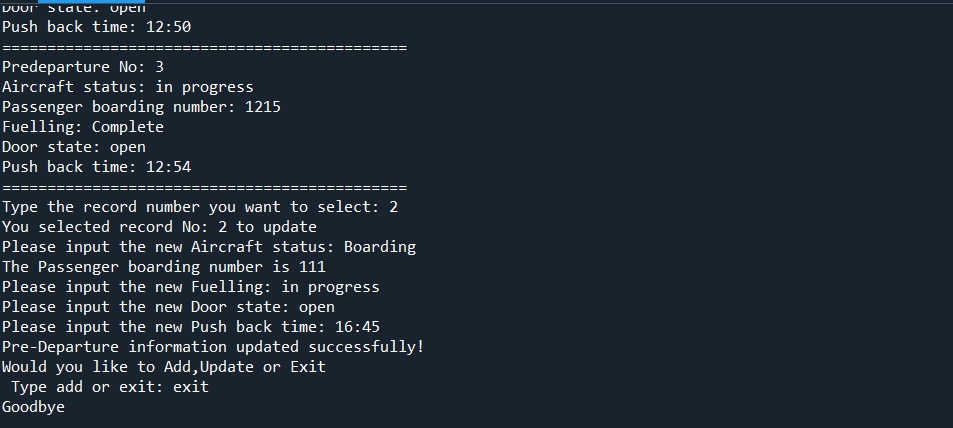 Door state: open
Push back time: 12:50
=============================================
Predeparture No: 3
Aircraft status: in progress
Passenger boarding number: 1215
Fuelling: Complete
Door state: open
Push back time: 12:54
=============================================
Type the record number you want to select: 2
You selected record No: 2 to update
Please input the new Aircraft status: Boarding
The Passenger boarding number is 111
Please input the new Fuelling: in progress
Please input the new Door state: open
Please input the new Push back time: 16:45
Pre-Departure information updated successfully!
Would you like to Add,Update or Exit
 Type add or exit: exit
Goodbye